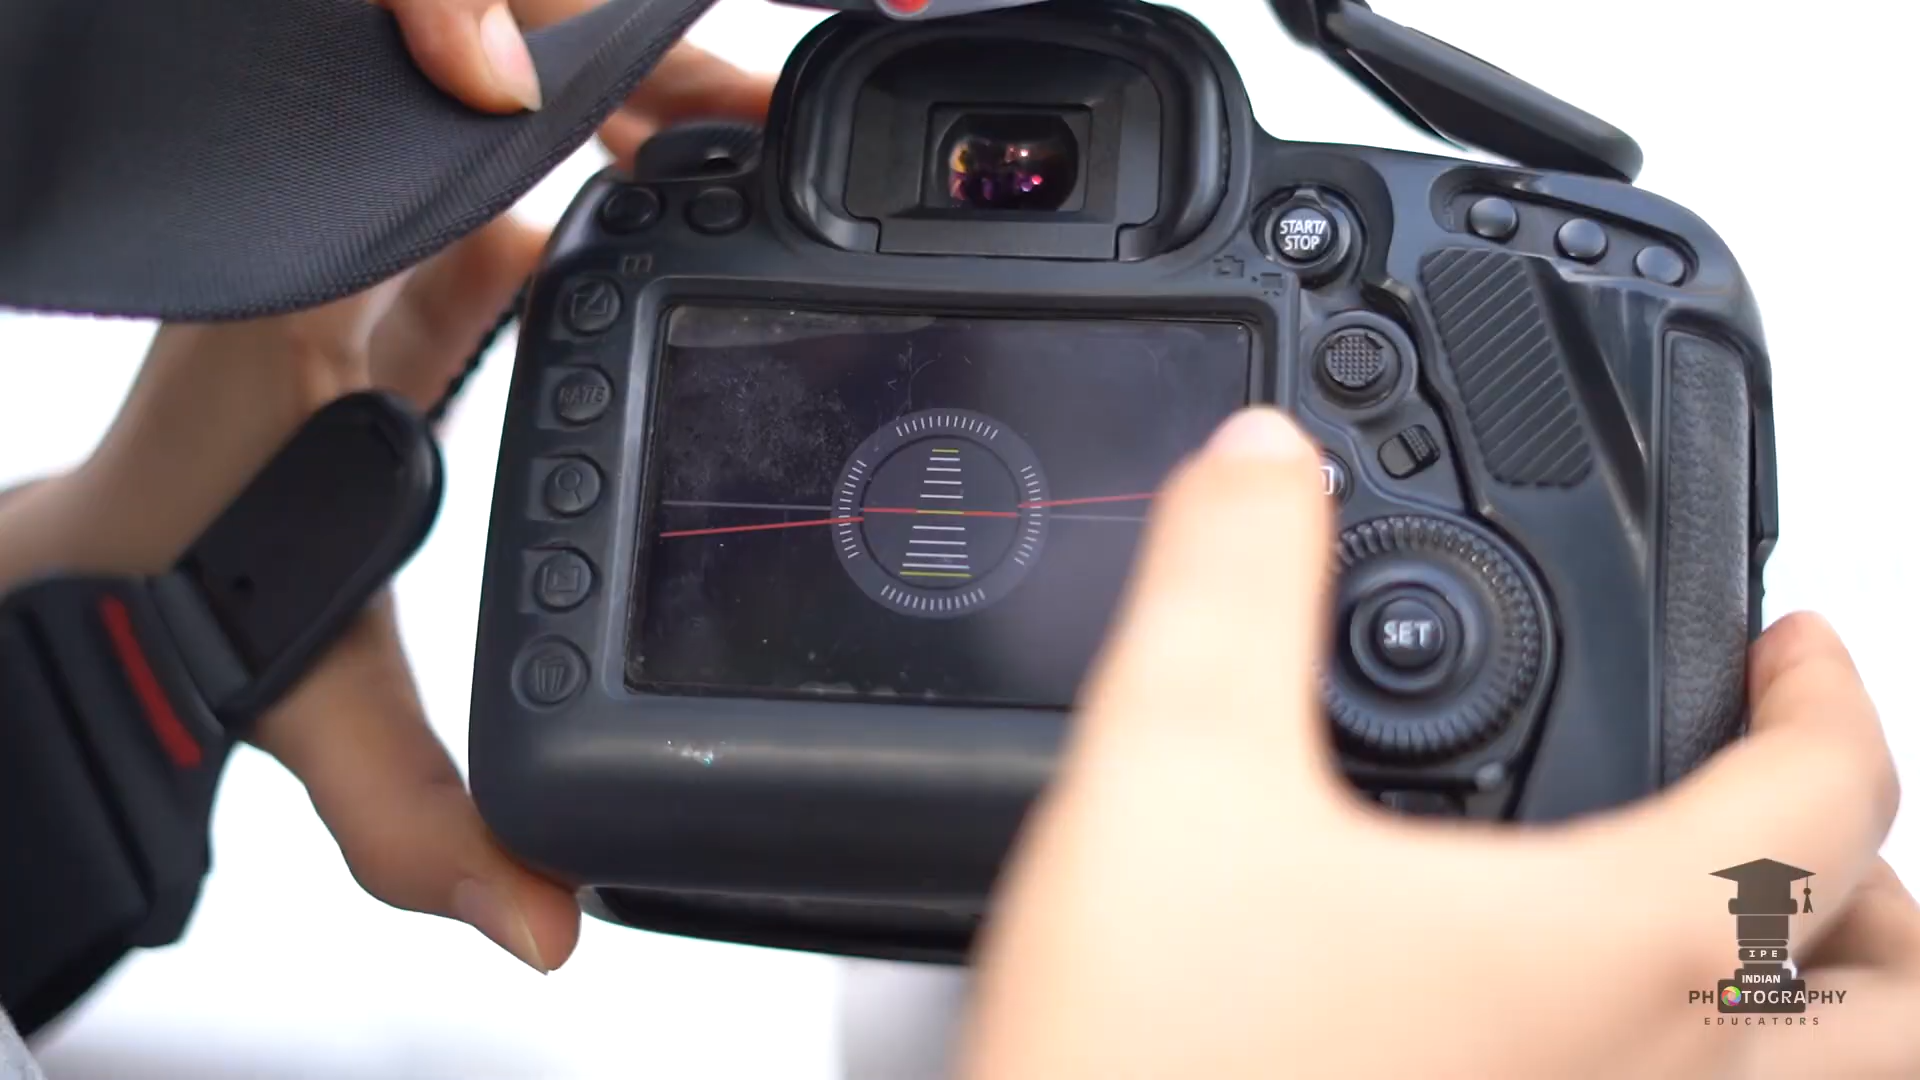 START/
STOP
RATE
SET
IPE
INDIAN
PHOTOGRAPHY
EDUCATORS